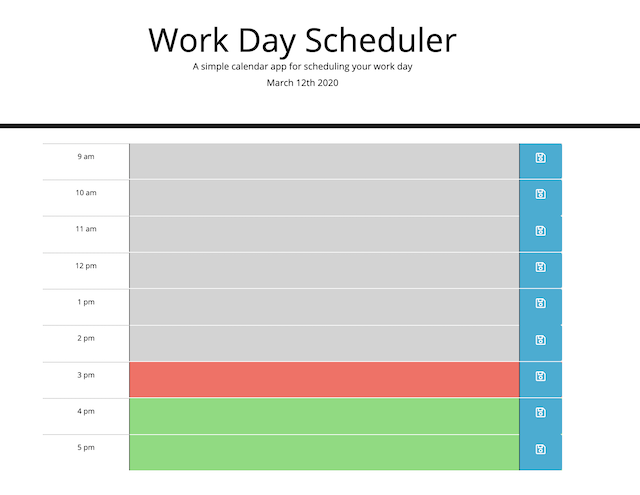 Work Day Scheduler
A simple calendar app for scheduling your work day
March 12th 2020
9 am
10 am
11 am
12 pm
1 pm
2 pm
3 pm
4 pm
5 pm